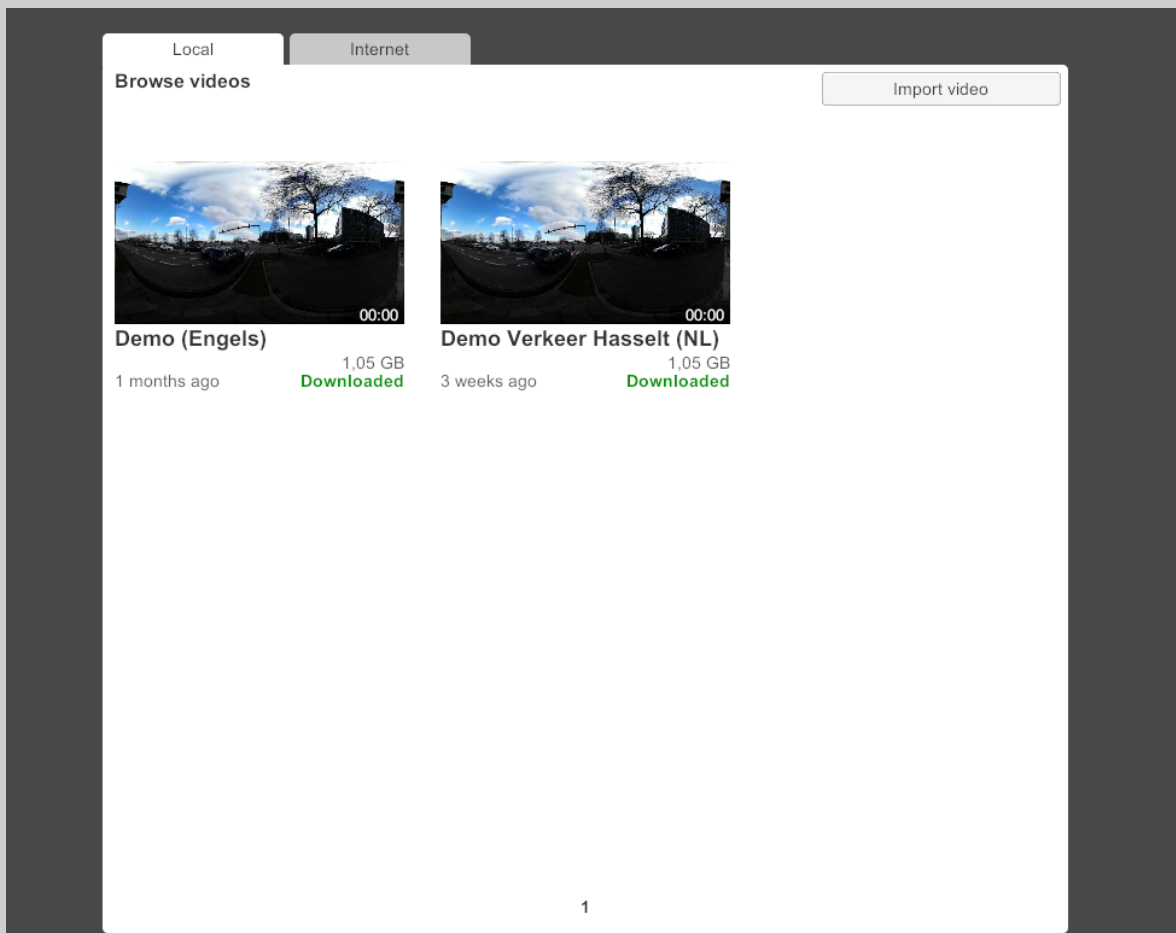 Local
Internet
Browse videos
Import video
00:00
00:00
Demo (Engels)
Demo Verkeer Hasselt (NL)
1,05 GB
1,05 GB
1 months ago
Downloaded
3 weeks ago
Downloaded
1